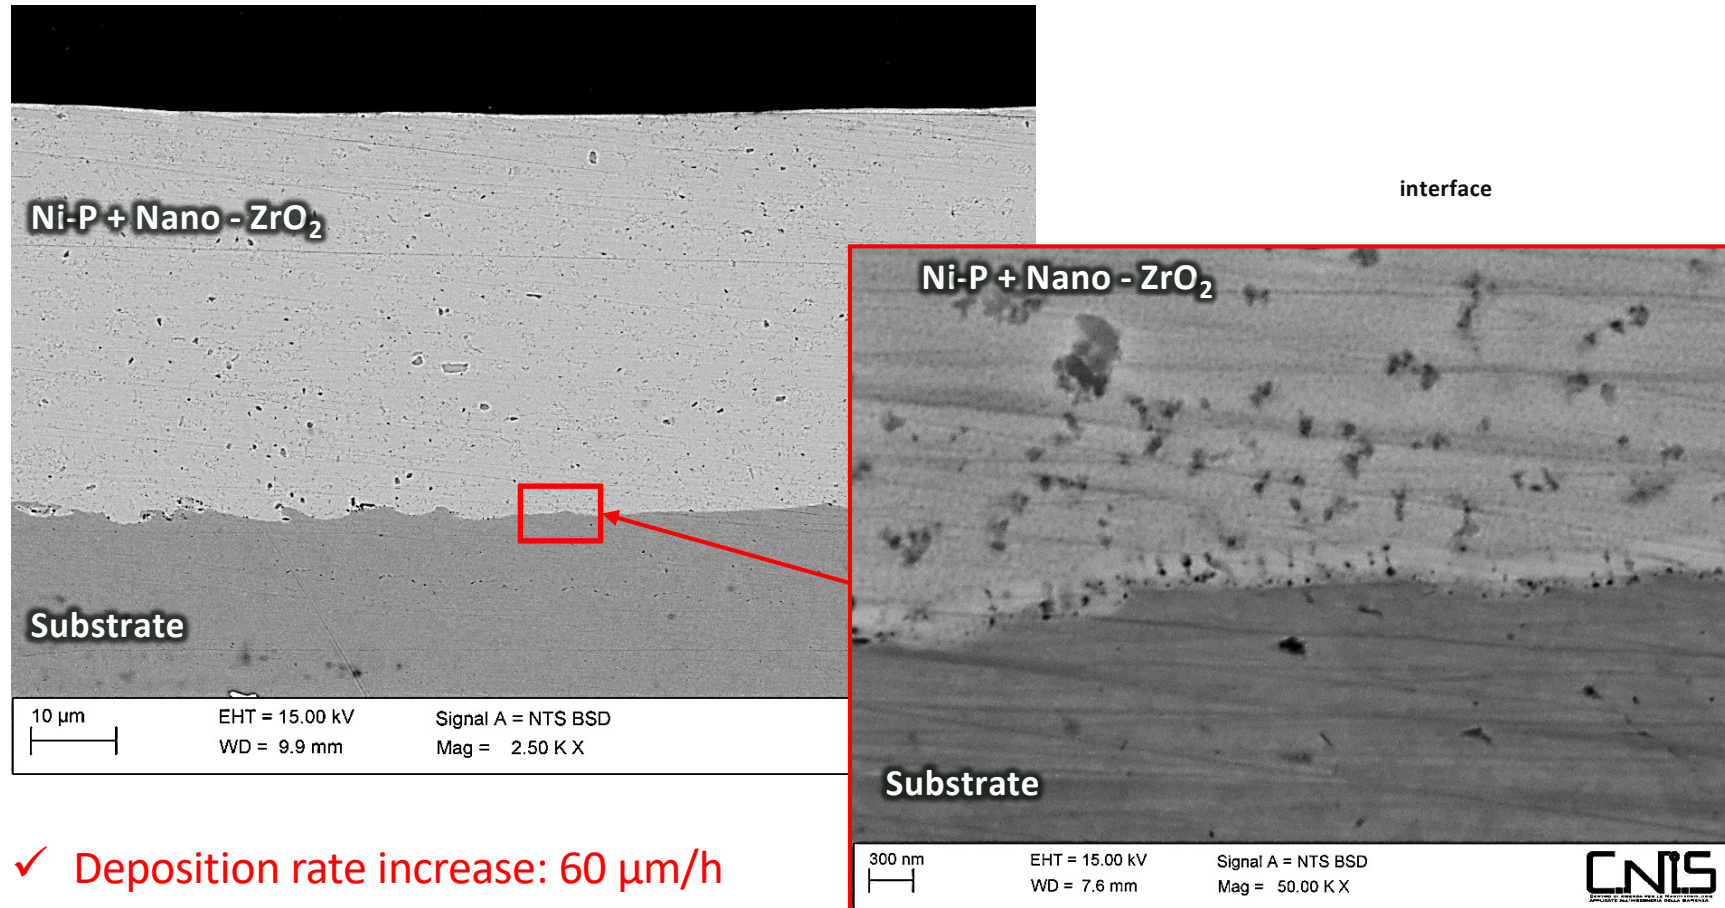 Ni-P + Nano - ZrO₂
Substrate
10 µm
EHT = 15.00 kV
WD = 9.9 mm
Signal A = NTS BSD
Mag = 2.50 K X
interface
Ni-P + Nano - ZrO₂
Substrate
300 nm
EHT = 15.00 kV
WD = 7.6 mm
Signal A = NTS BSD
Mag = 50.00 K X
CNIS
✓ Deposition rate increase: 60 µm/h